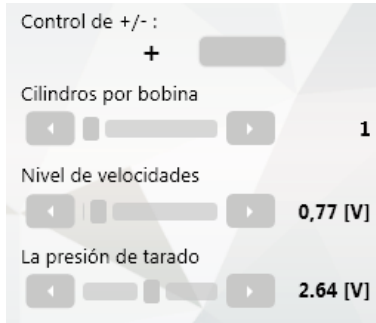 Control de +/- :
+
Cilindros por bobina
1
Nivel de velocidades
0,77 [V]
La presión de tarado
2.64 [V]